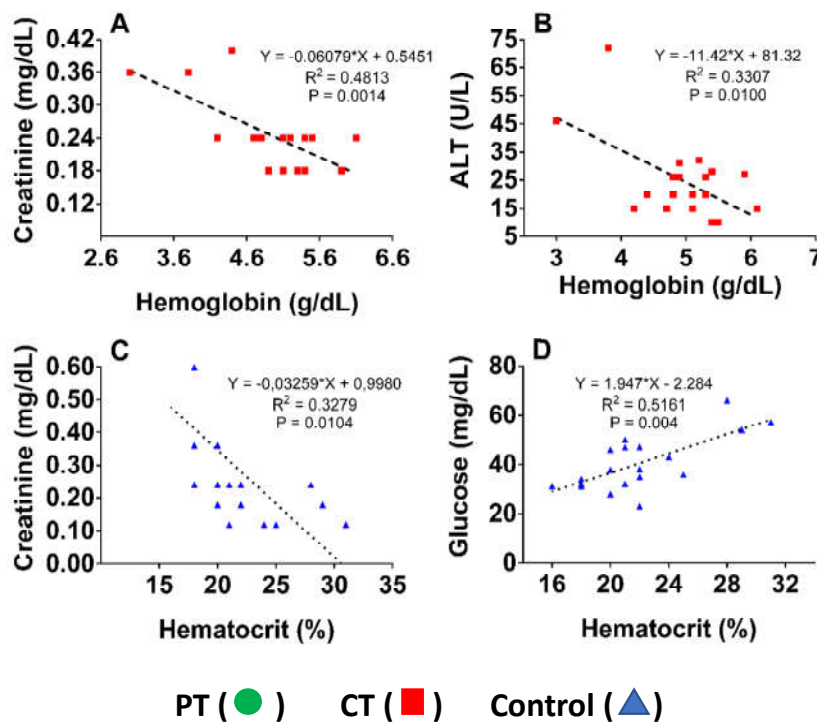 A
Y = -0.06079*X + 0.5451
R² = 0.4813
P = 0.0014
Creatinine (mg/dL)
0.42
0.36
0.30
0.24
0.18
0.12
2.6 3.6 4.6 5.6 6.6
Hemoglobin (g/dL)
B
Y = -11.42*X + 81.32
R² = 0.3307
P = 0.0100
ALT (U/L)
75
65
55
45
35
25
15
5
3 4 5 6 7
Hemoglobin (g/dL)
C
Y = -0,03259*X + 0,9980
R² = 0.3279
P = 0.0104
Creatinine (mg/dL)
0.60
0.50
0.40
0.30
0.20
0.10
0.00
15 20 25 30 35
Hematocrit (%)
D
Y = 1.947*X - 2.284
R² = 0.5161
P = 0.004
Glucose (mg/dL)
80
60
40
20
0
16 20 24 28 32
Hematocrit (%)
PT ( ) CT ( ) Control ( )